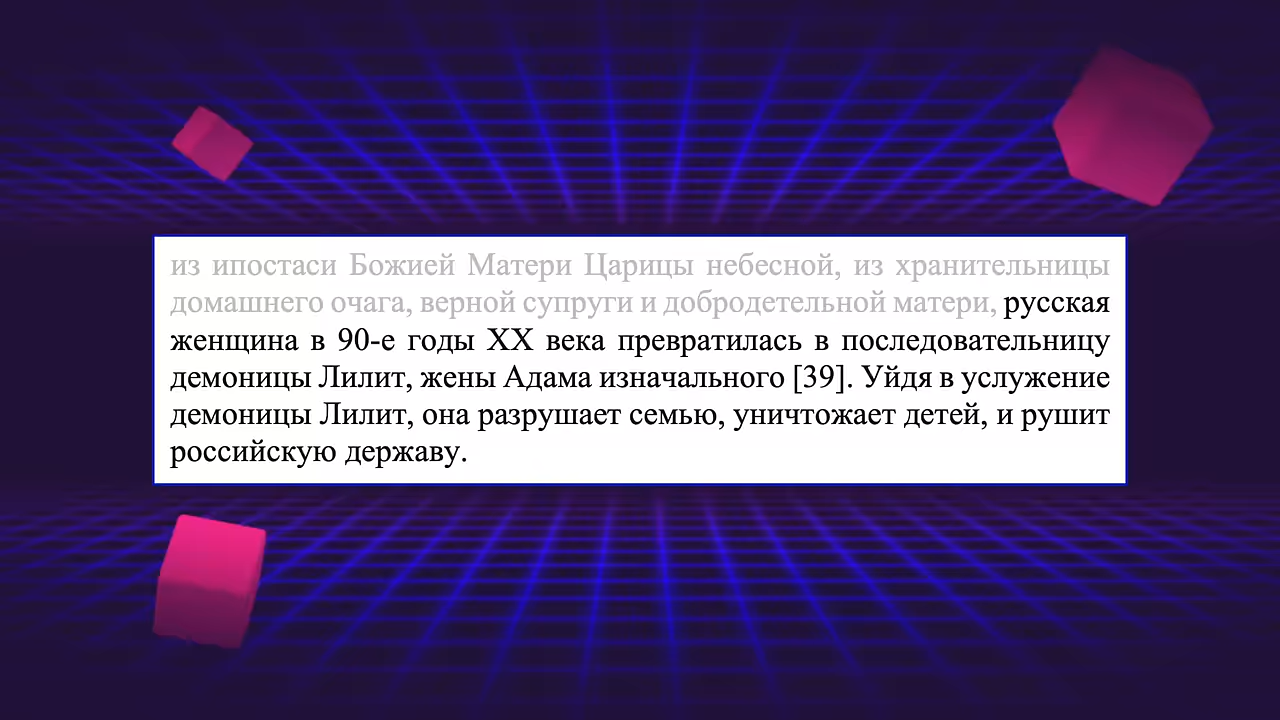 из ипостаси Божией Матери Царицы небесной, из хранительницы
домашнего очага, верной супруги и добродетельной матери, русская
женщина в 90-е годы XX века превратилась в последовательницу
демоницы Лилит, жены Адама изначального [39]. Уйдя в услужение
демоницы Лилит, она разрушает семью, уничтожает детей, и рушит
российскую державу.